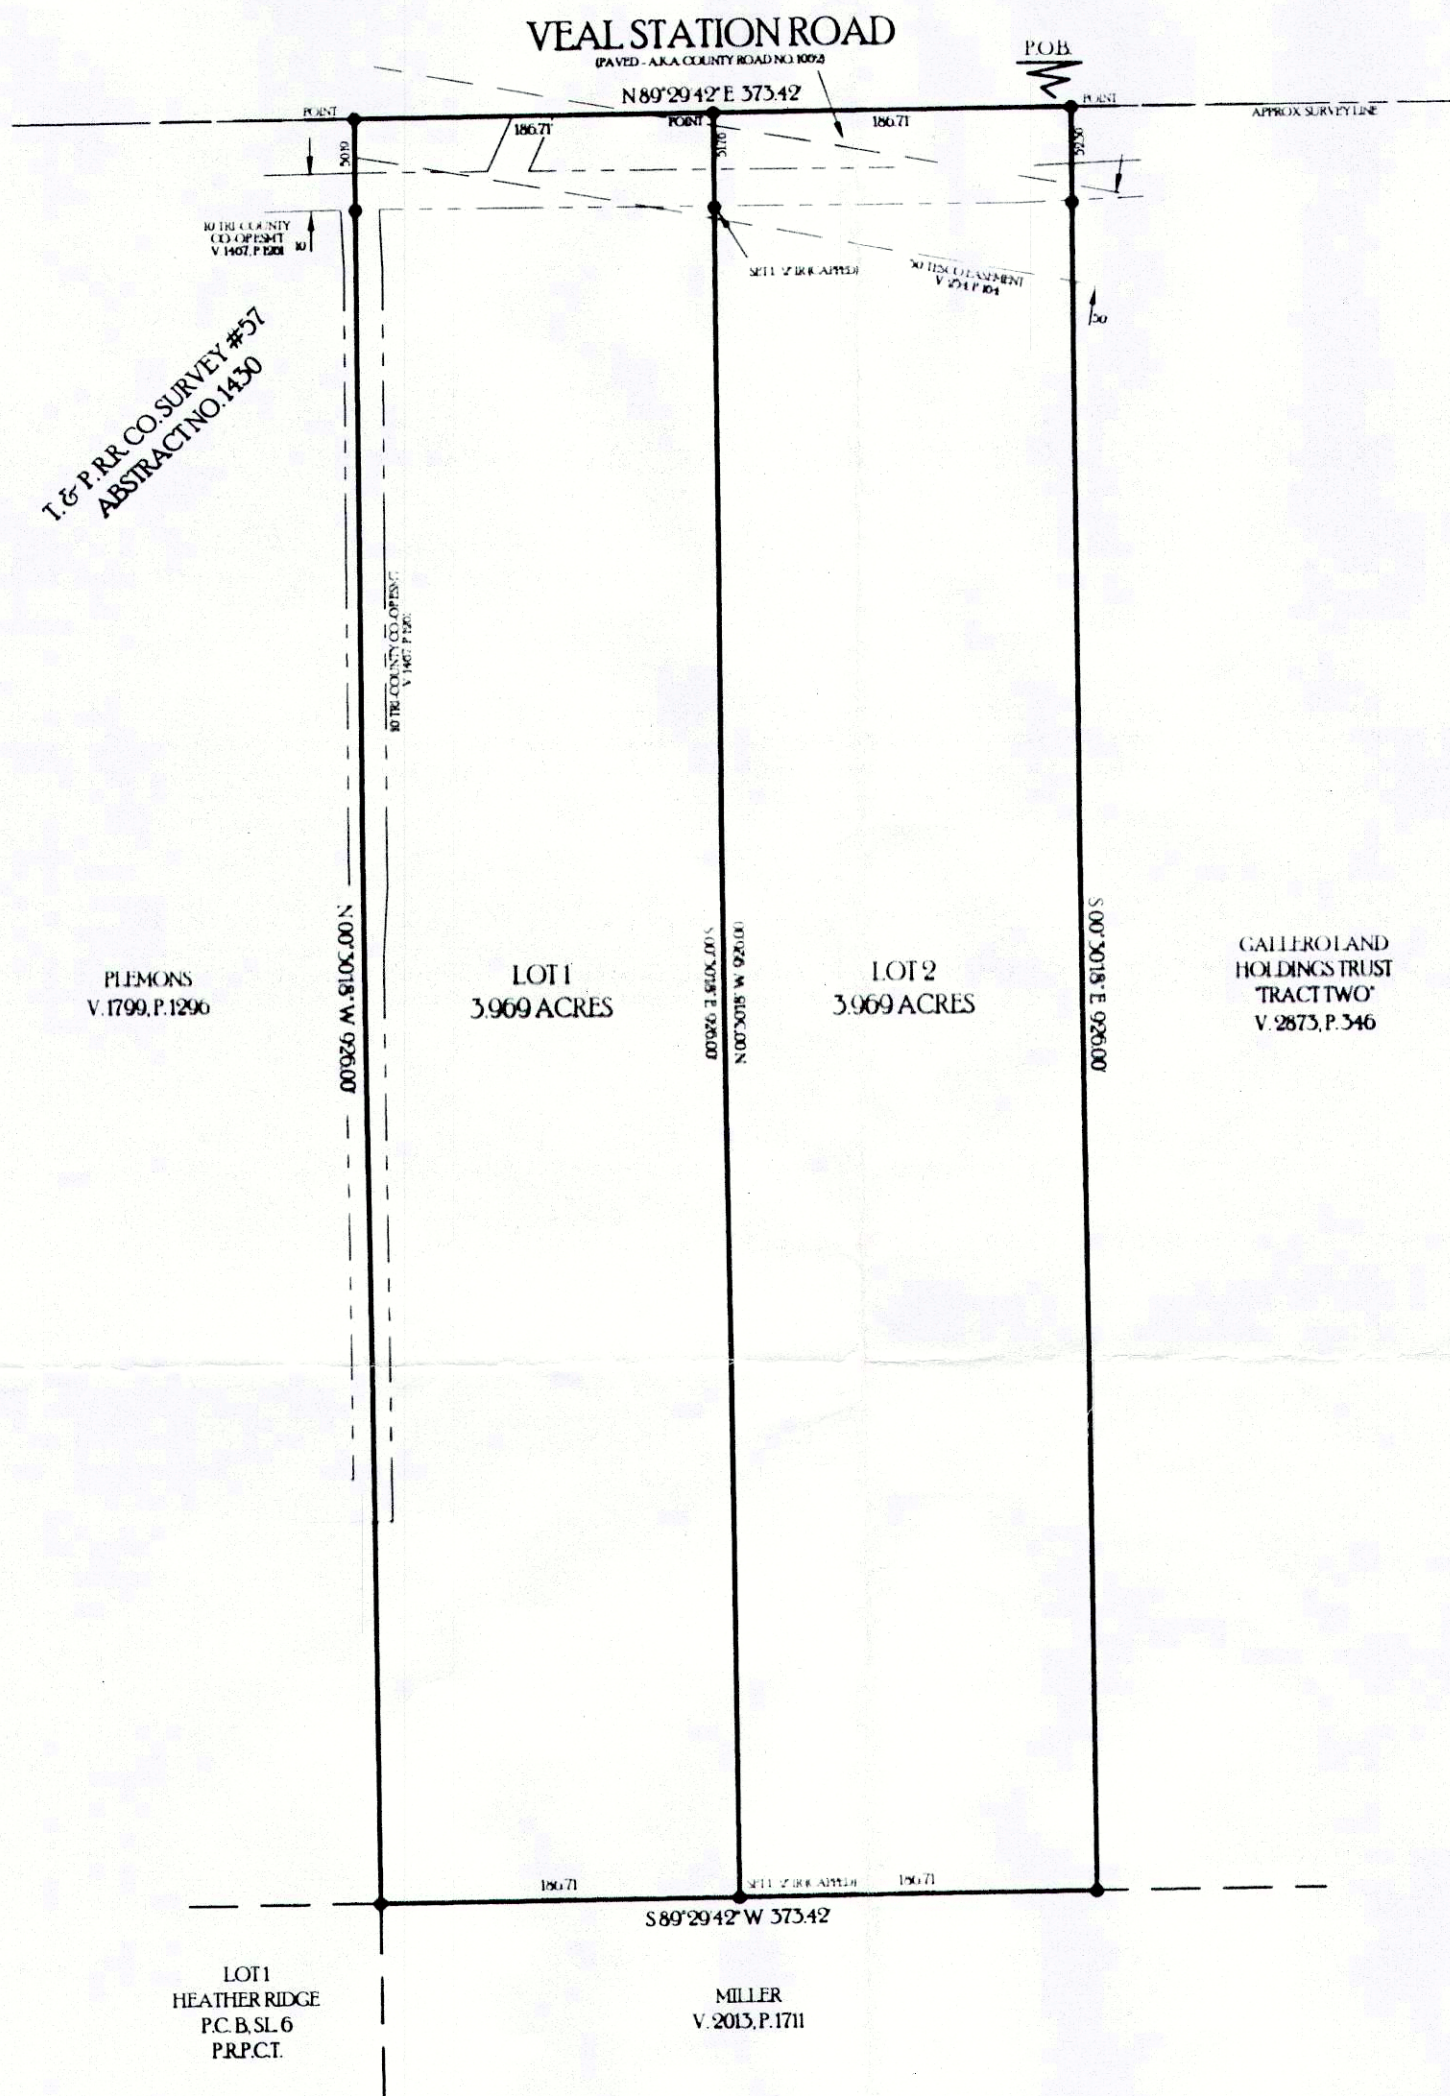 VEAL STATION ROAD
(PAVED - A.K.A. COUNTY ROAD NO. 1002)
P.O.B.
N 89°29'42" E 373.42'
POINT
186.71'
POINT
186.71'
POINT
APPROX SURVEY LINE
50.19
51.26
52.36
10' TRI-COUNTY
CO-OP ESMT
V. 1467, P. 1201
10'
SET 1/2" IR (CAPPED)
50' TESCO EASEMENT
V. 254 P. 104
50'
T. & P. RR. CO. SURVEY #57
ABSTRACT NO. 1430
10' TRI-COUNTY CO-OP ESMT
V. 1467 P. 1201
N 00°30'18" W 926.00'
S 00°30'18" E 926.00'
N 00°30'18" W 926.00'
S 00°30'18" E 926.00'
PLEMONS
V. 1799, P. 1296
LOT 1
3.969 ACRES
LOT 2
3.969 ACRES
GALLERO LAND
HOLDINGS TRUST
"TRACT TWO"
V. 2873, P. 346
186.71'
SET 1/2" IR (CAPPED)
186.71'
S 89°29'42" W 373.42'
LOT 1
HEATHER RIDGE
P.C. B, SL. 6
P.R.P.C.T.
MILLER
V. 2013, P. 1711